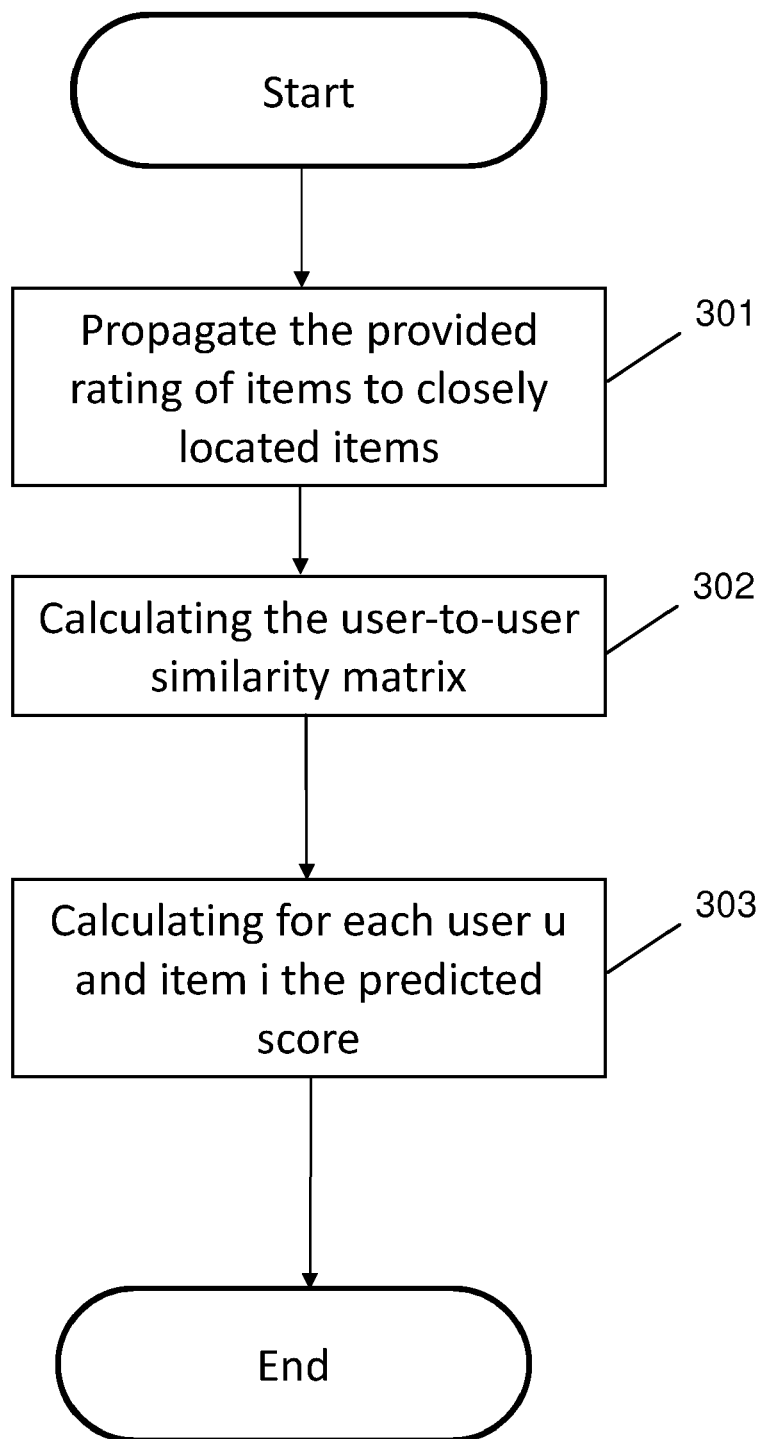 Start
Propagate the provided
rating of items to closely
located items
301
Calculating the user-to-user
similarity matrix
302
Calculating for each user u
and item i the predicted
score
303
End